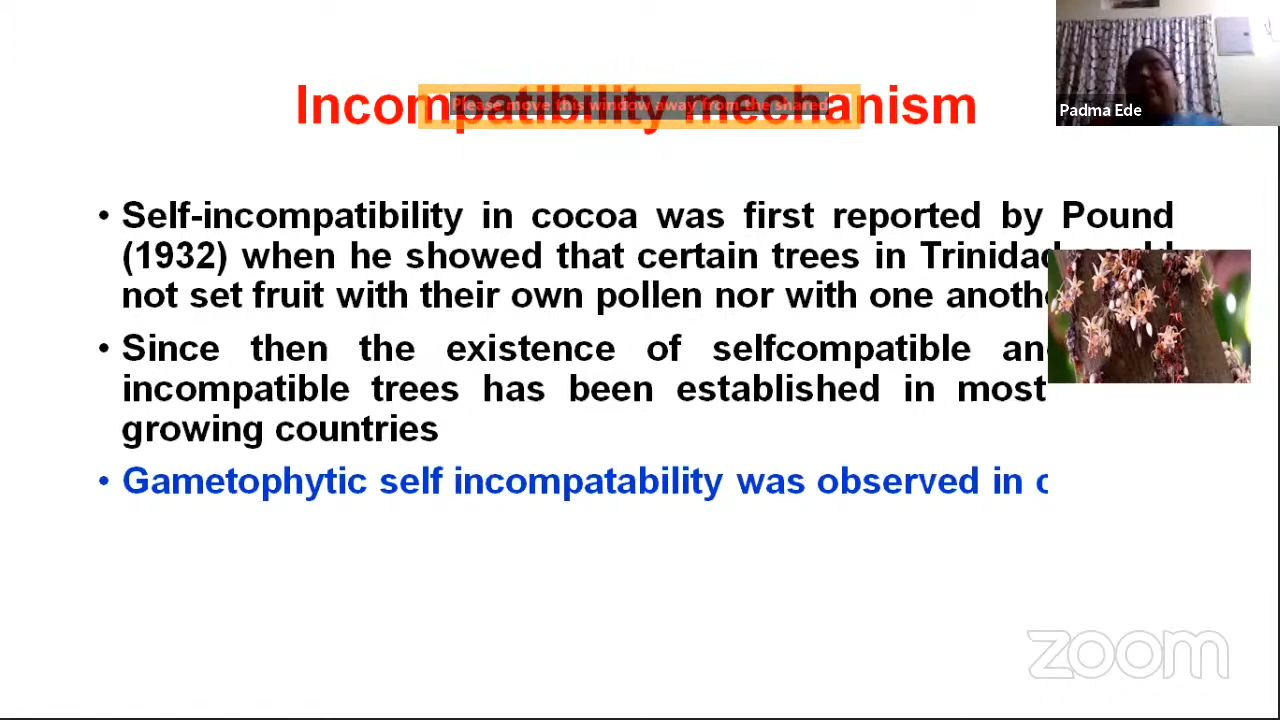 Incompatibility mechanism
Please move this window away from the shared
Padma Ede
• Self-incompatibility in cocoa was first reported by Pound
(1932) when he showed that certain trees in Trinidad
not set fruit with their own pollen nor with one anothe
• Since then the existence of selfcompatible an
incompatible trees has been established in most
growing countries
• Gametophytic self incompatability was observed in c
zoom